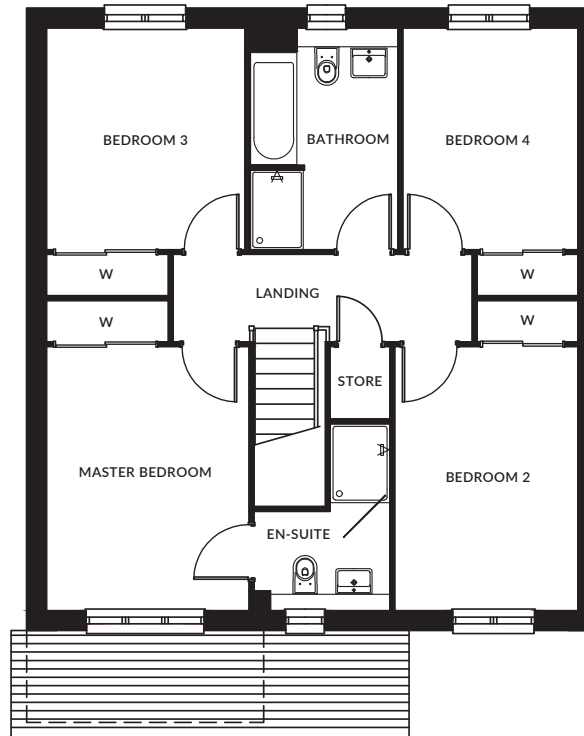 BEDROOM 3
BATHROOM
BEDROOM 4
W
W
LANDING
W
W
STORE
MASTER BEDROOM
BEDROOM 2
EN-SUITE